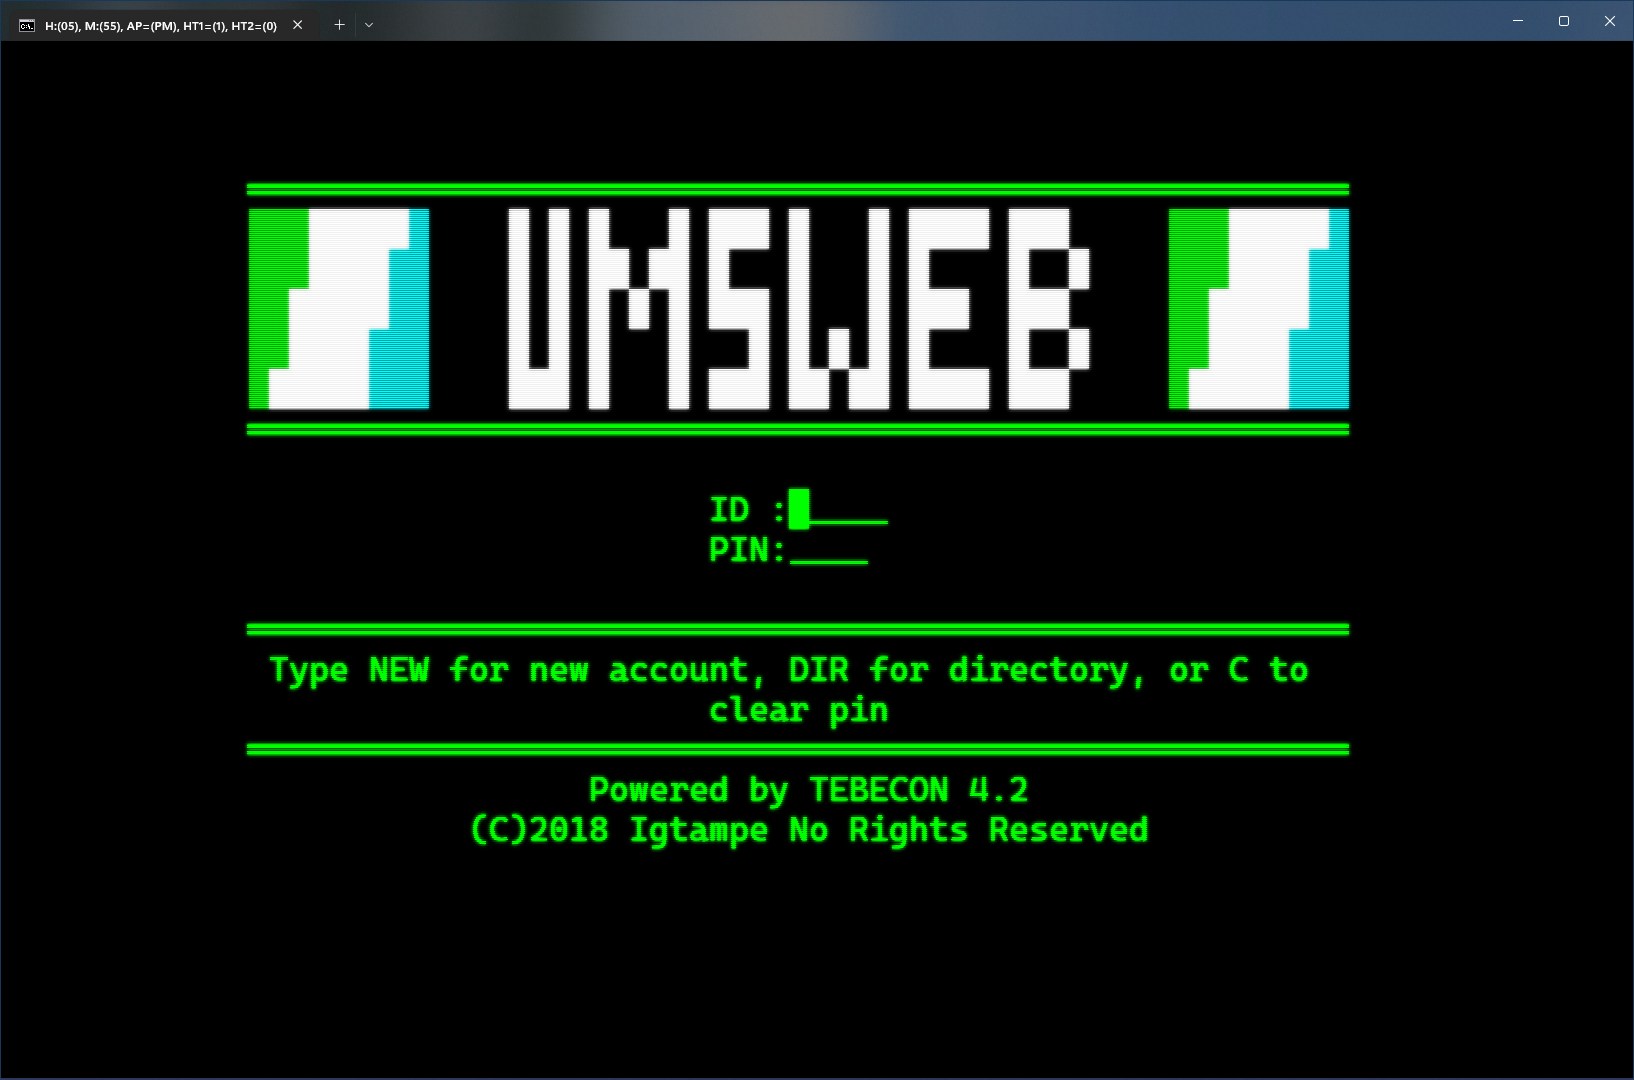 H:(05), M:(55), AP=(PM), HT1=(1), HT2=(0)
UMSWEB
ID :_____
PIN:____
Type NEW for new account, DIR for directory, or C to
clear pin
Powered by TEBECON 4.2
(C)2018 Igtampe No Rights Reserved